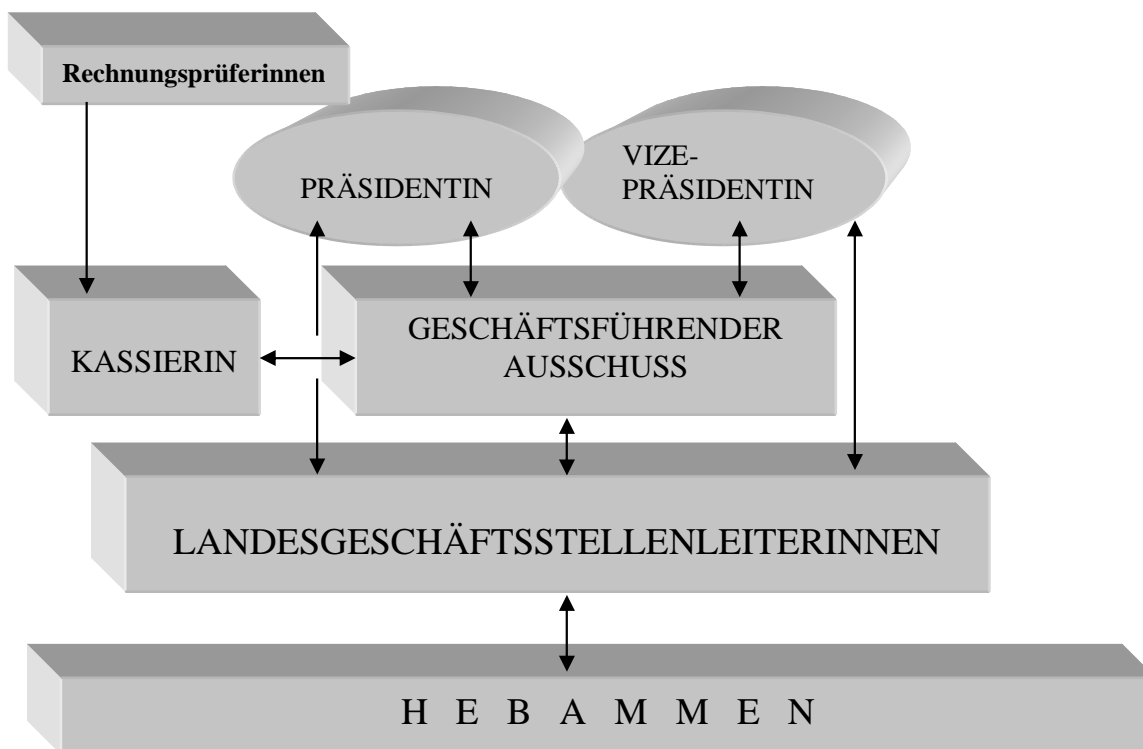 Rechnungsprüferinnen
PRÄSIDENTIN
VIZE-
PRÄSIDENTIN
KASSIERIN
GESCHÄFTSFÜHRENDER
AUSSCHUSS
LANDESGESCHÄFTSSTELLENLEITERINNEN
H E B A M M E N